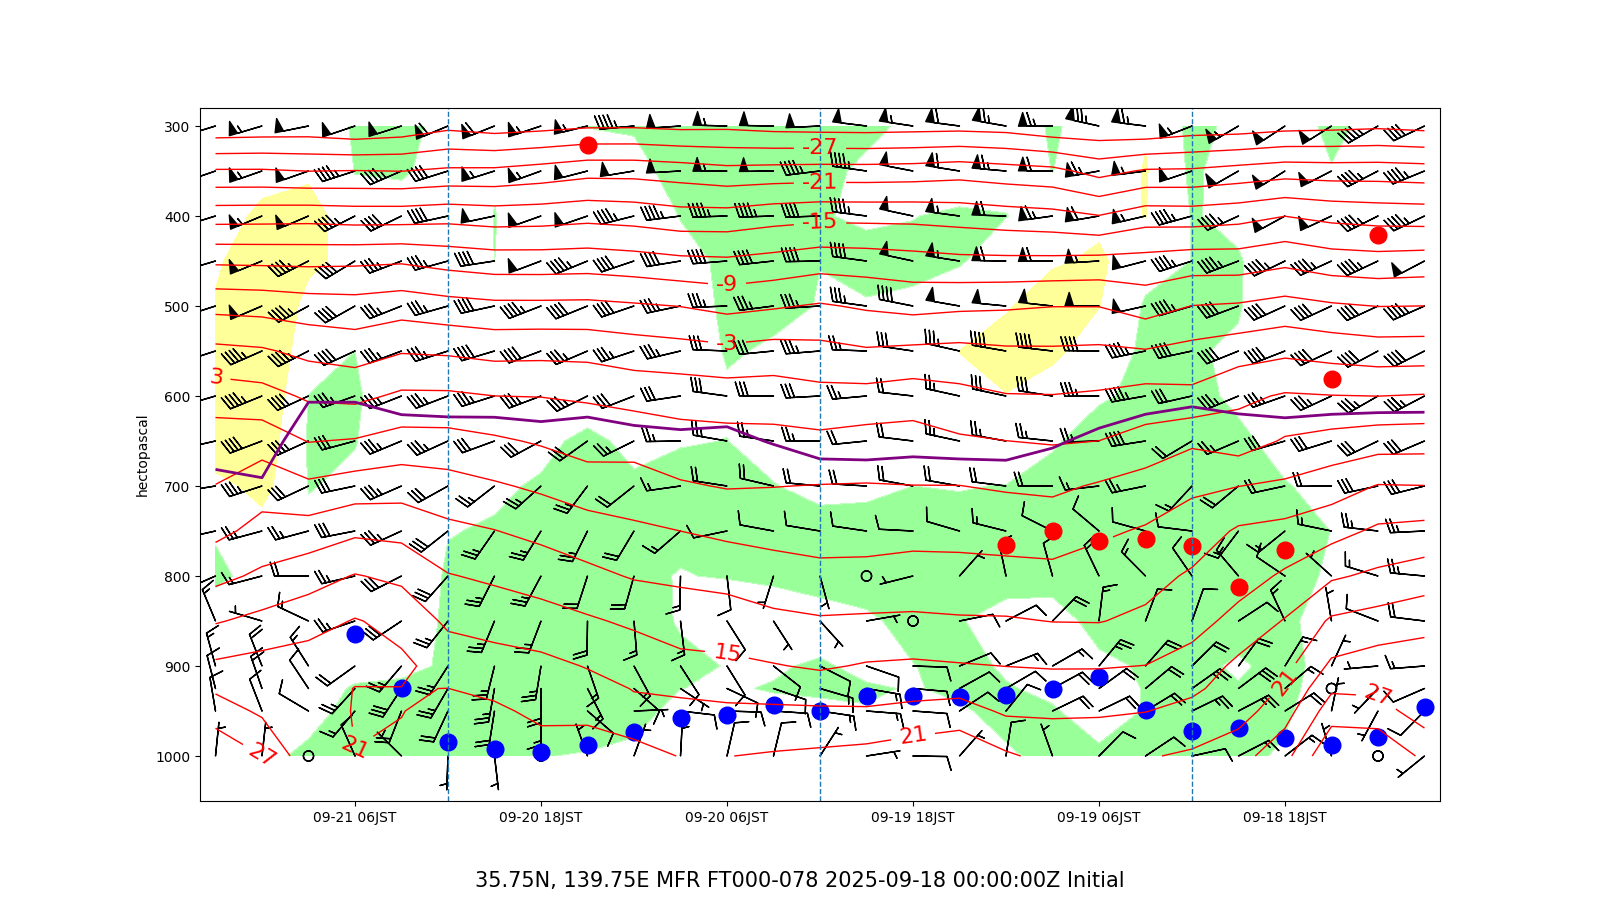 300
400
500
600
700
800
900
1000
hectopascal
-27
-21
-15
-9
-3
3
15
21
27
21
27
21
27
09-21 06JST
09-20 18JST
09-20 06JST
09-19 18JST
09-19 06JST
09-18 18JST
35.75N, 139.75E MFR FT000-078 2025-09-18 00:00:00Z Initial